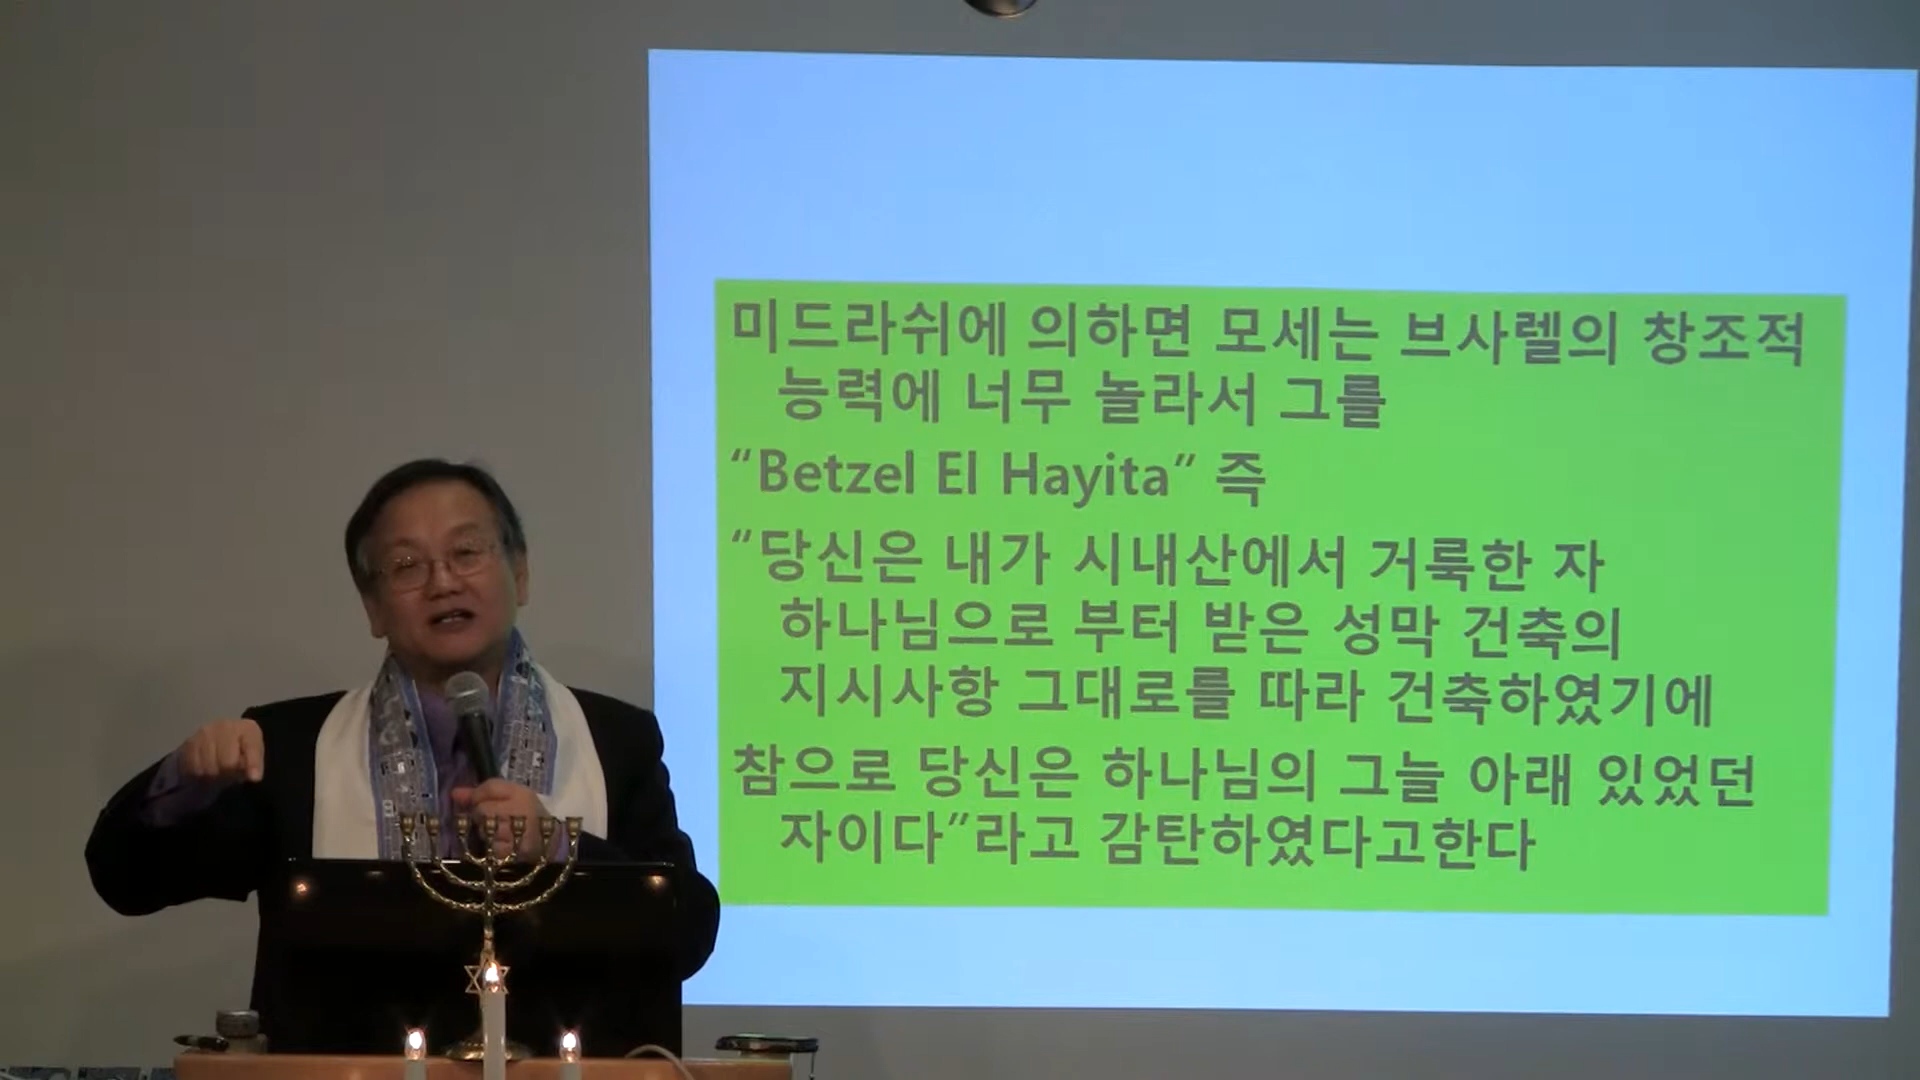 미드라쉬에 의하면 모세는 브사렐의 창조적
능력에 너무 놀라서 그를
“Betzel El Hayita” 즉
“당신은 내가 시내산에서 거룩한 자
하나님으로 부터 받은 성막 건축의
지시사항 그대로를 따라 건축하였기에
참으로 당신은 하나님의 그늘 아래 있었던
자이다”라고 감탄하였다고한다